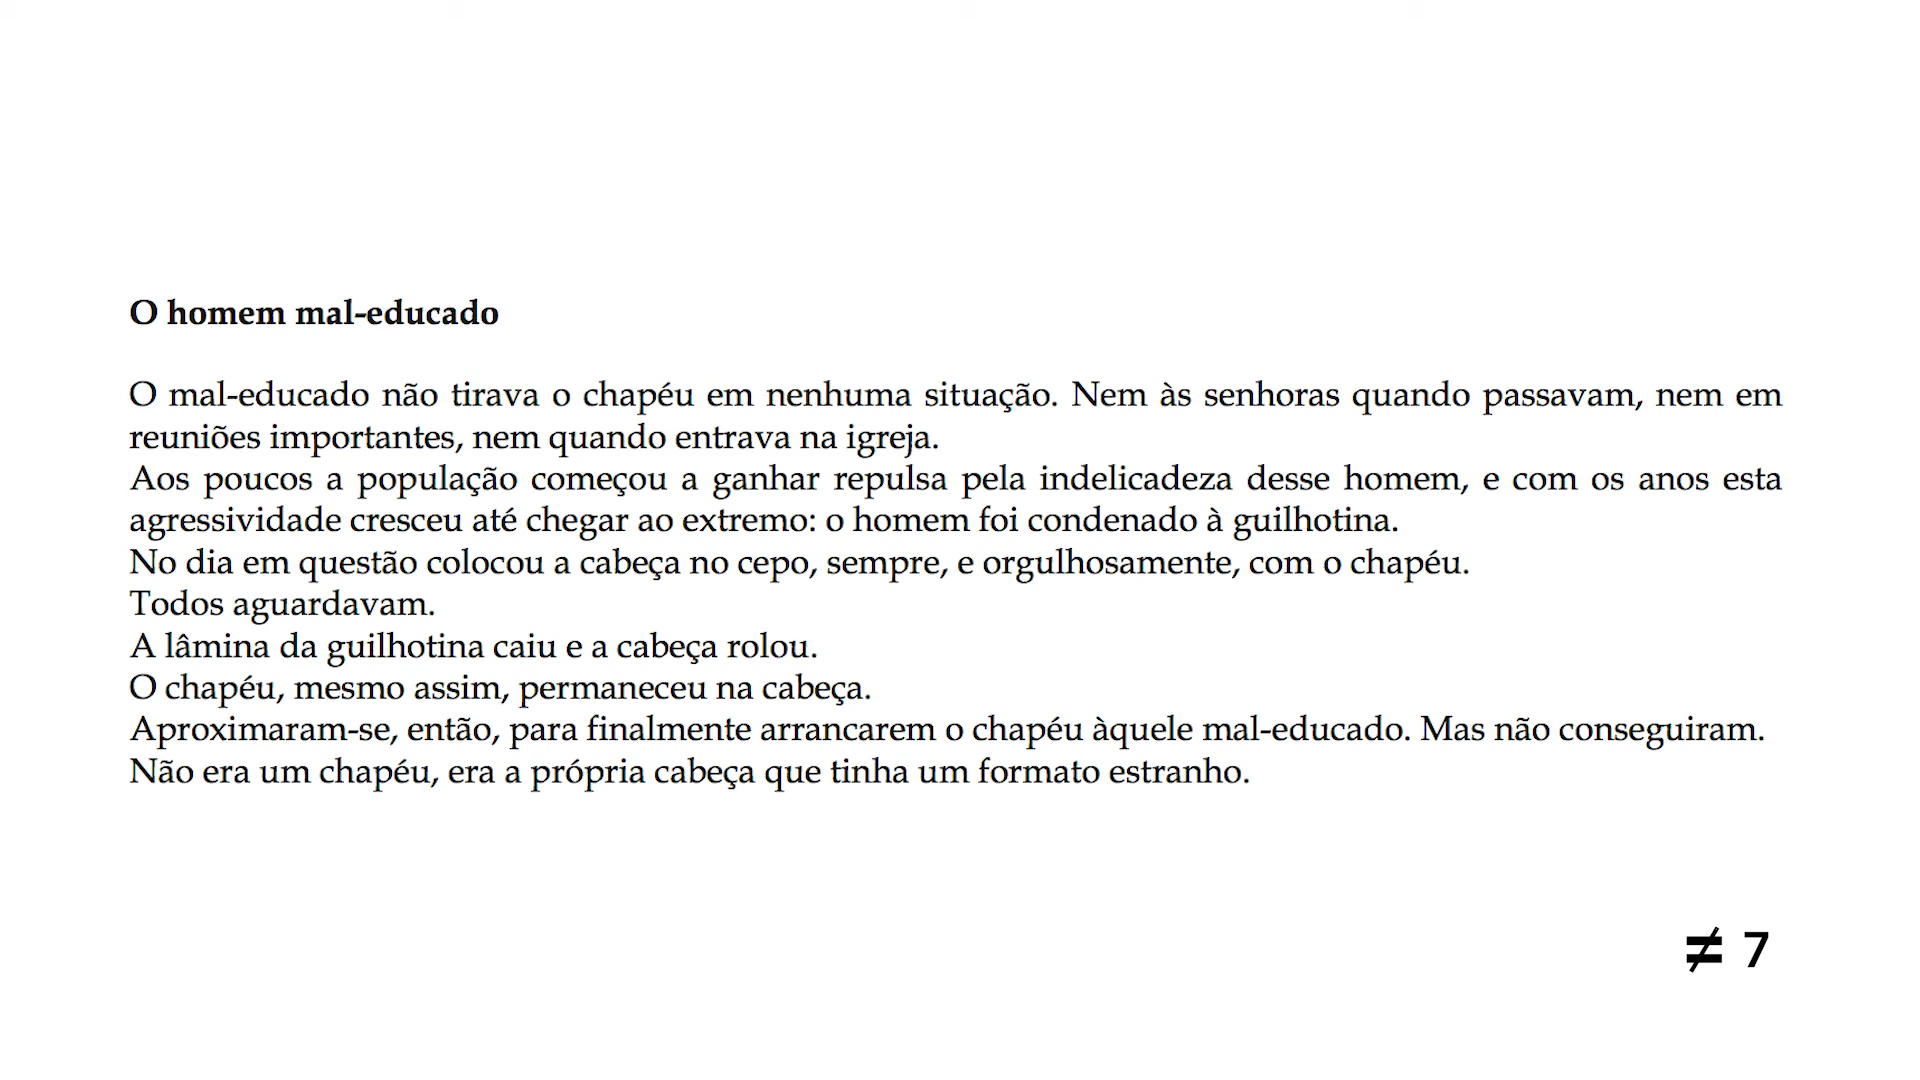 O homem mal-educado
O mal-educado não tirava o chapéu em nenhuma situação. Nem às senhoras quando passavam, nem em
reuniões importantes, nem quando entrava na igreja.
Aos poucos a população começou a ganhar repulsa pela indelicadeza desse homem, e com os anos esta
agressividade cresceu até chegar ao extremo: o homem foi condenado à guilhotina.
No dia em questão colocou a cabeça no cepo, sempre, e orgulhosamente, com o chapéu.
Todos aguardavam.
A lâmina da guilhotina caiu e a cabeça rolou.
O chapéu, mesmo assim, permaneceu na cabeça.
Aproximaram-se, então, para finalmente arrancarem o chapéu àquele mal-educado. Mas não conseguiram.
Não era um chapéu, era a própria cabeça que tinha um formato estranho.
≠ 7